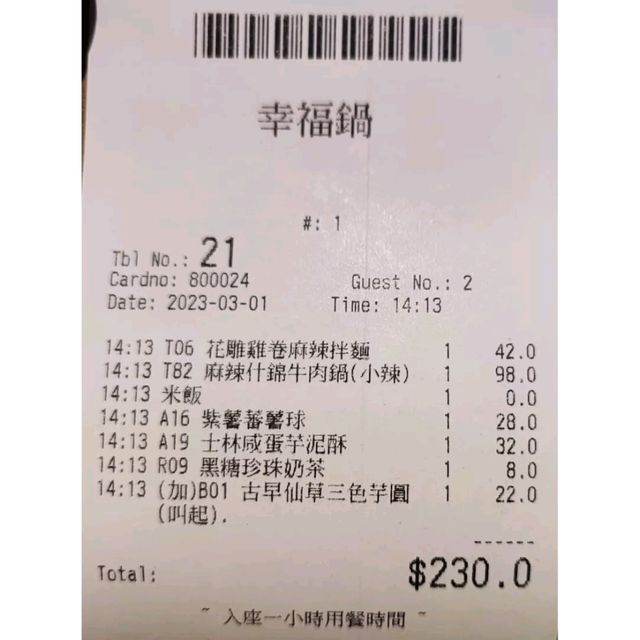 幸福鍋
#: 1
Tbl No.: 21
Cardno: 800024 Guest No.: 2
Date: 2023-03-01 Time: 14:13
14:13 T06 花雕雞卷麻辣拌麵 1 42.0
14:13 T82 麻辣什錦牛肉鍋(小辣) 1 98.0
14:13 米飯 1 0.0
14:13 A16 紫薯蕃薯球 1 28.0
14:13 A19 士林咸蛋芋泥酥 1 32.0
14:13 R09 黑糖珍珠奶茶 1 8.0
14:13 (加)B01 古早仙草三色芋圓 1 22.0
(叫起).
------
Total: $230.0
~ 入座一小時用餐時間 ~